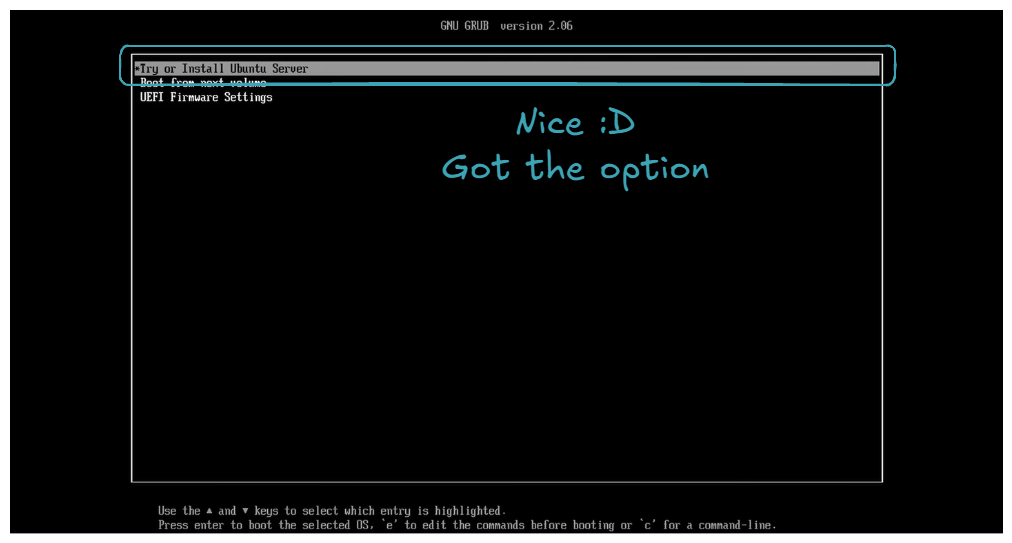 GNU GRUB version 2.06
*Try or Install Ubuntu Server
Boot from next volume
UEFI Firmware Settings
Nice :D
Got the option
Use the ▲ and ▼ keys to select which entry is highlighted.
Press enter to boot the selected OS, `e' to edit the commands before booting or `c' for a command-line.